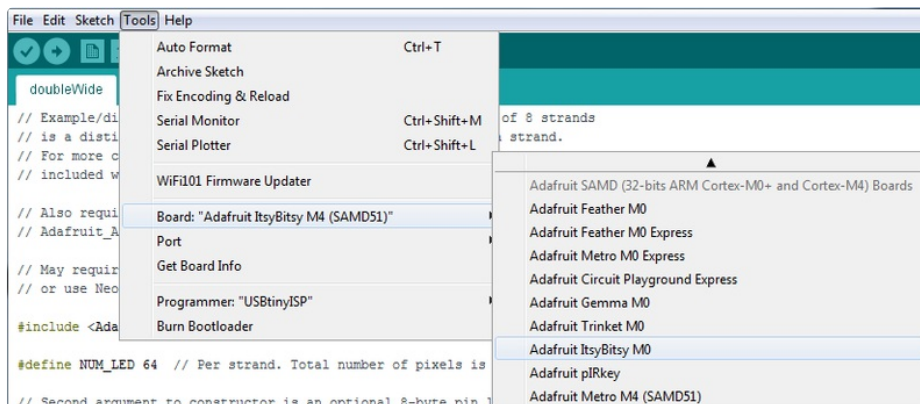 File Edit Sketch Tools Help
doubleWide
Auto Format Ctrl+T
Archive Sketch
Fix Encoding & Reload
Serial Monitor Ctrl+Shift+M
Serial Plotter Ctrl+Shift+L
WiFi101 Firmware Updater
Board: "Adafruit ItsyBitsy M4 (SAMD51)"
Port
Get Board Info
Programmer: "USBtinyISP"
Burn Bootloader
▲
Adafruit SAMD (32-bits ARM Cortex-M0+ and Cortex-M4) Boards
Adafruit Feather M0
Adafruit Feather M0 Express
Adafruit Metro M0 Express
Adafruit Circuit Playground Express
Adafruit Gemma M0
Adafruit Trinket M0
Adafruit ItsyBitsy M0
Adafruit pIRkey
Adafruit Metro M4 (SAMD51)
// Example/di of 8 strands
// is a disti strand.
// For more c
// included w
// Also requi
// Adafruit_A
// May requir
// or use Neo
#include <Ada
#define NUM_LED 64 // Per strand. Total number of pixels is
// Second argument to constructor is an optional 8-byte pin l